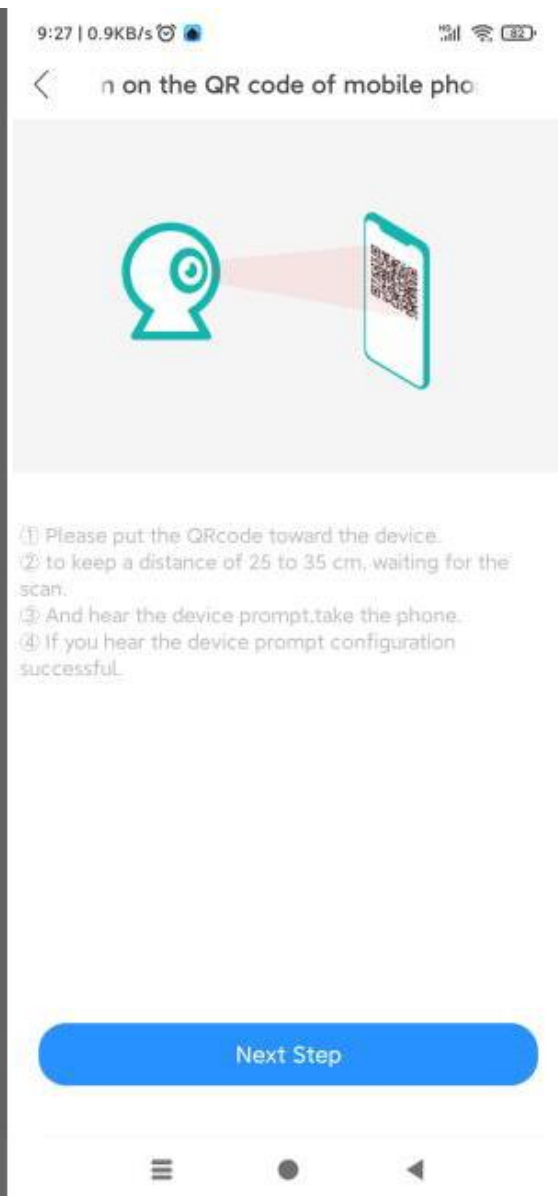 9:27 | 0.9KB/s
82
n on the QR code of mobile pho
① Please put the QRcode toward the device.
② to keep a distance of 25 to 35 cm, waiting for the
scan.
③ And hear the device prompt,take the phone.
④ If you hear the device prompt configuration
successful.
Next Step